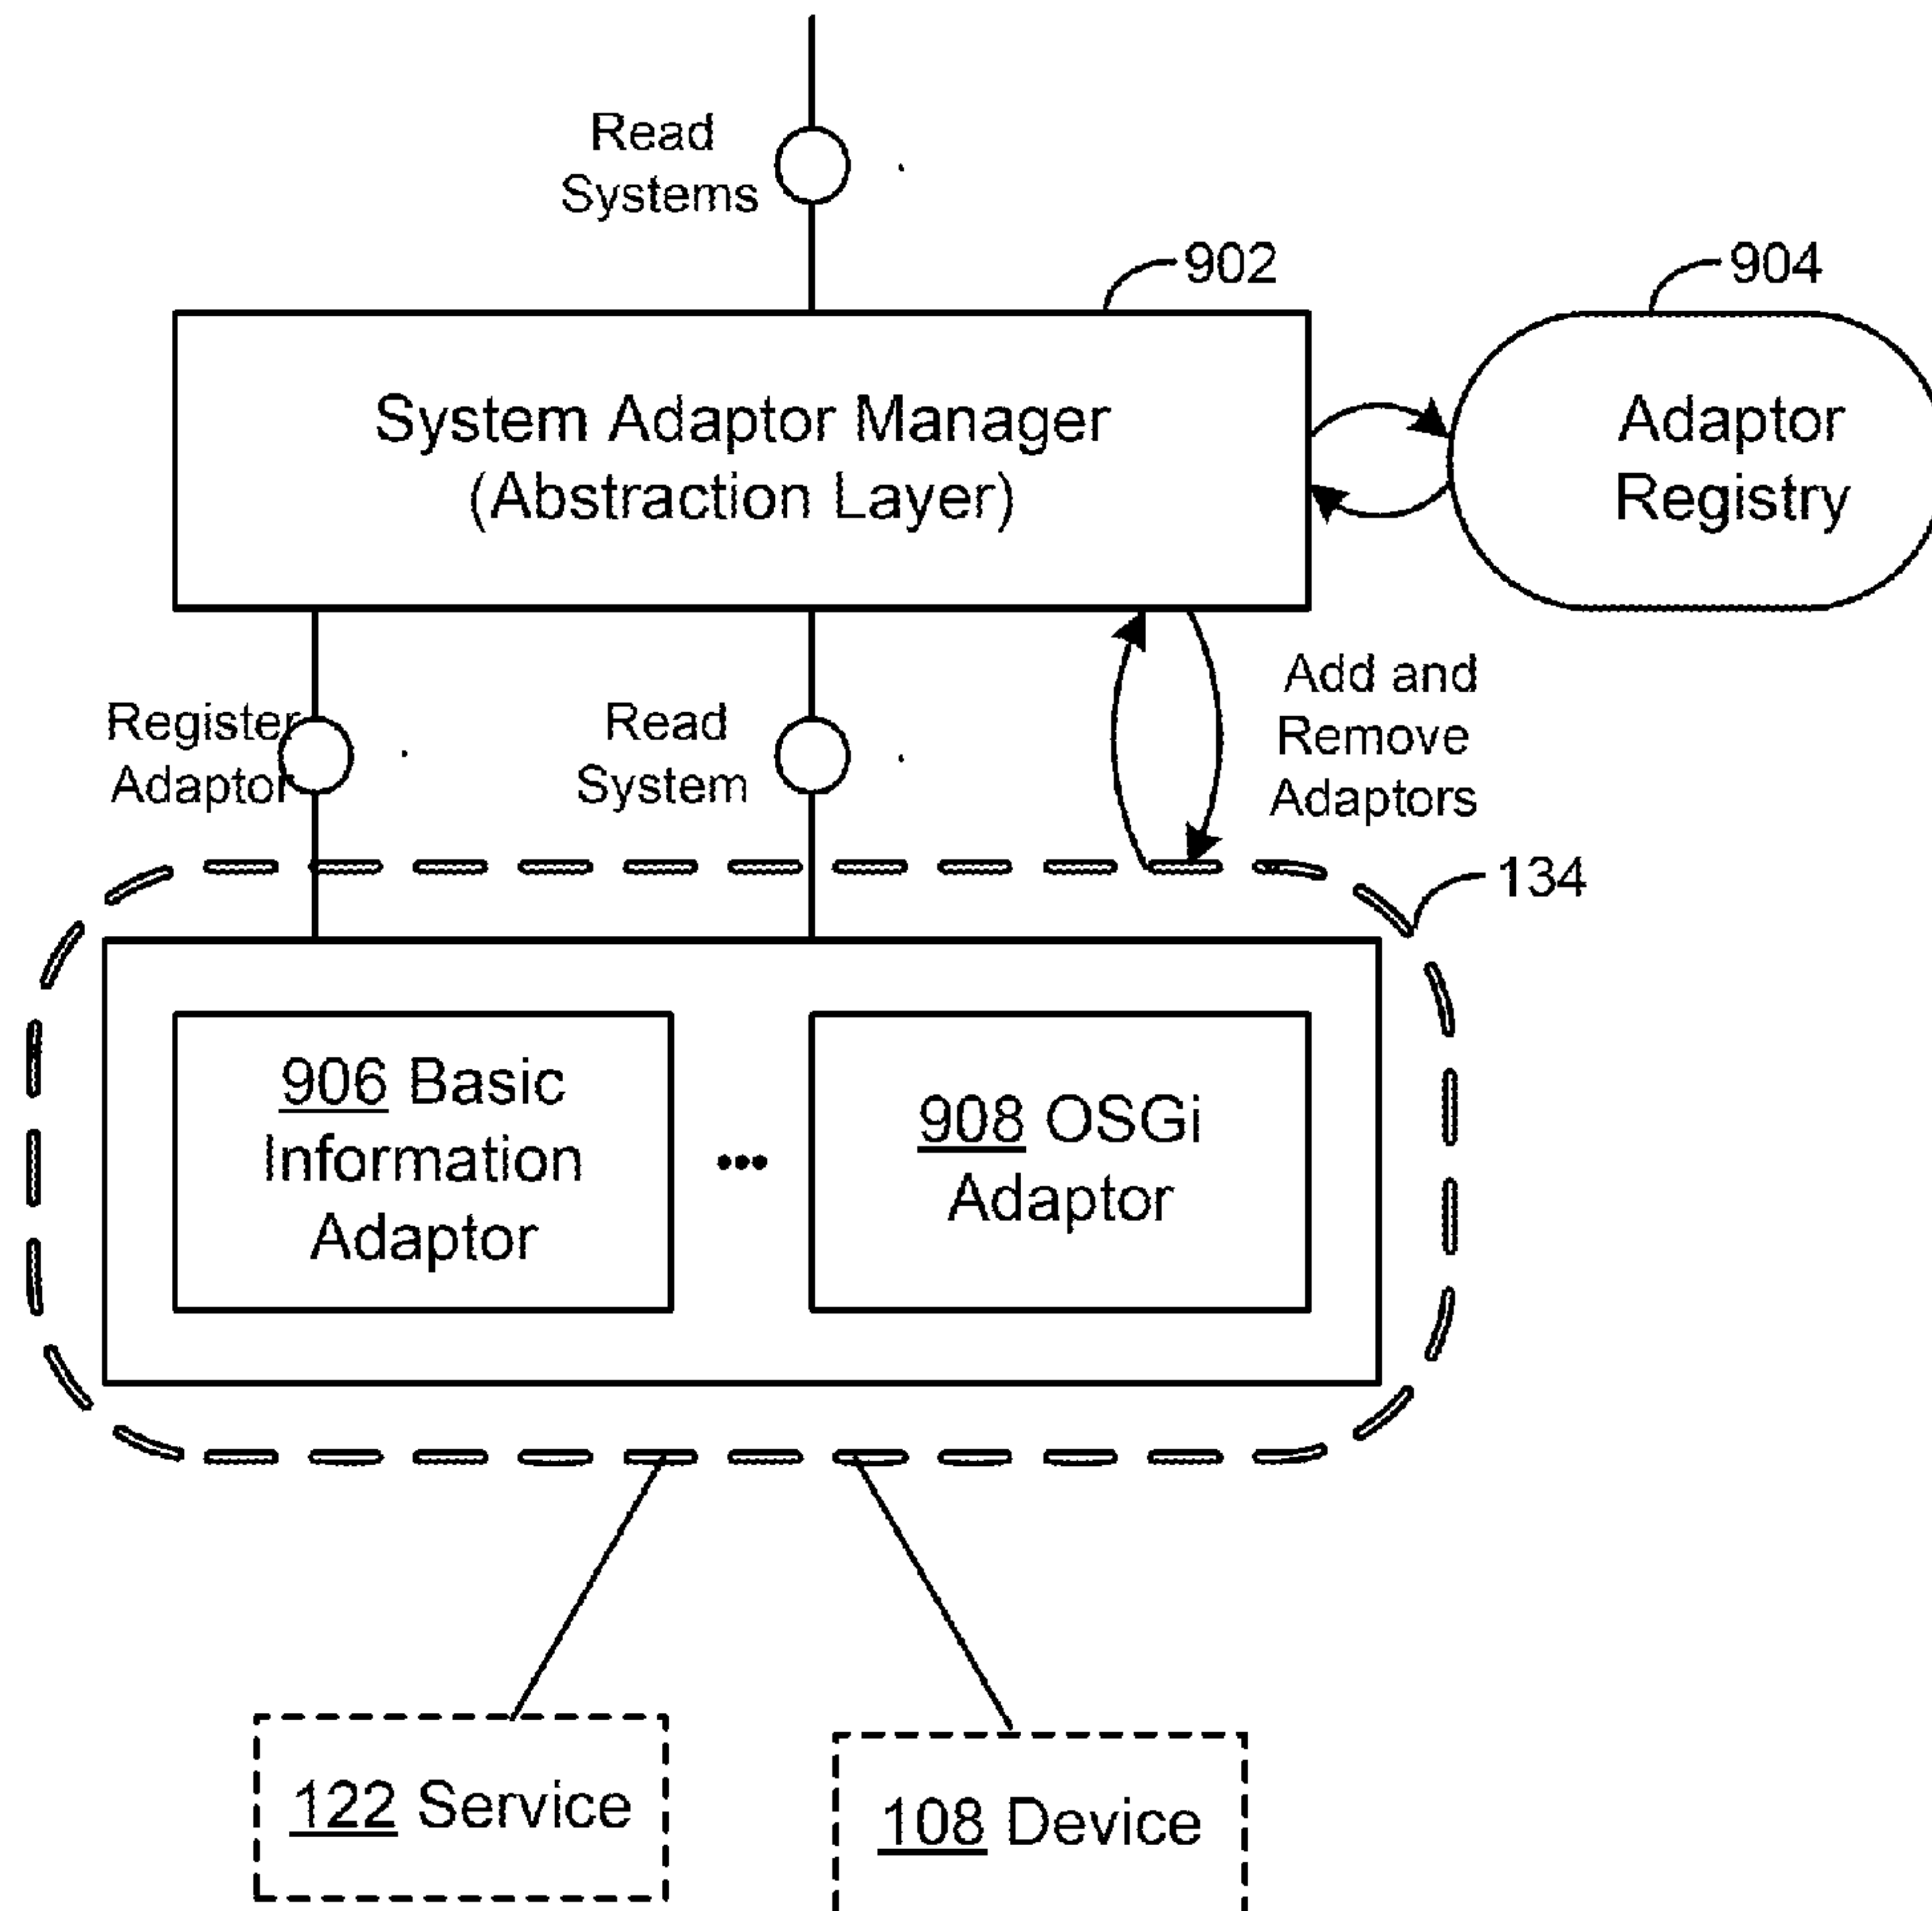 Read
Systems
902
904
System Adaptor Manager
(Abstraction Layer)
Adaptor
Registry
Register
Adaptor
Read
System
Add and
Remove
Adaptors
134
906 Basic
Information
Adaptor
...
908 OSGi
Adaptor
122 Service
108 Device